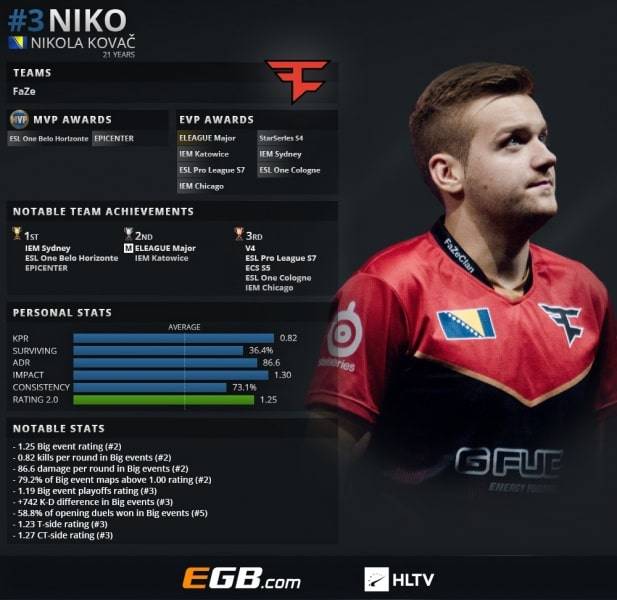 #3 NIKO
NIKOLA KOVAČ
21 YEARS
TEAMS
FaZe
MVP AWARDS
ESL One Belo Horizonte EPICENTER
EVP AWARDS
ELEAGUE Major StarSeries S4
IEM Katowice IEM Sydney
ESL Pro League S7 ESL One Cologne
IEM Chicago
NOTABLE TEAM ACHIEVEMENTS
1ST
IEM Sydney
ESL One Belo Horizonte
EPICENTER
2ND
M ELEAGUE Major
IEM Katowice
3RD
V4
ESL Pro League S7
ECS S5
ESL One Cologne
IEM Chicago
PERSONAL STATS
AVERAGE
KPR 0.82
SURVIVING 36.4%
ADR 86.6
IMPACT 1.30
CONSISTENCY 73.1%
RATING 2.0 1.25
NOTABLE STATS
- 1.25 Big event rating (#2)
- 0.82 kills per round in Big events (#2)
- 86.6 damage per round in Big events (#2)
- 79.2% of Big event maps above 1.00 rating (#2)
- 1.19 Big event playoffs rating (#3)
- +742 K-D difference in Big events (#3)
- 58.8% of opening duels won in Big events (#5)
- 1.23 T-side rating (#3)
- 1.27 CT-side rating (#3)
FaZeClan
steelseries
G FUE
ENERGY
EGB.com
HLTV